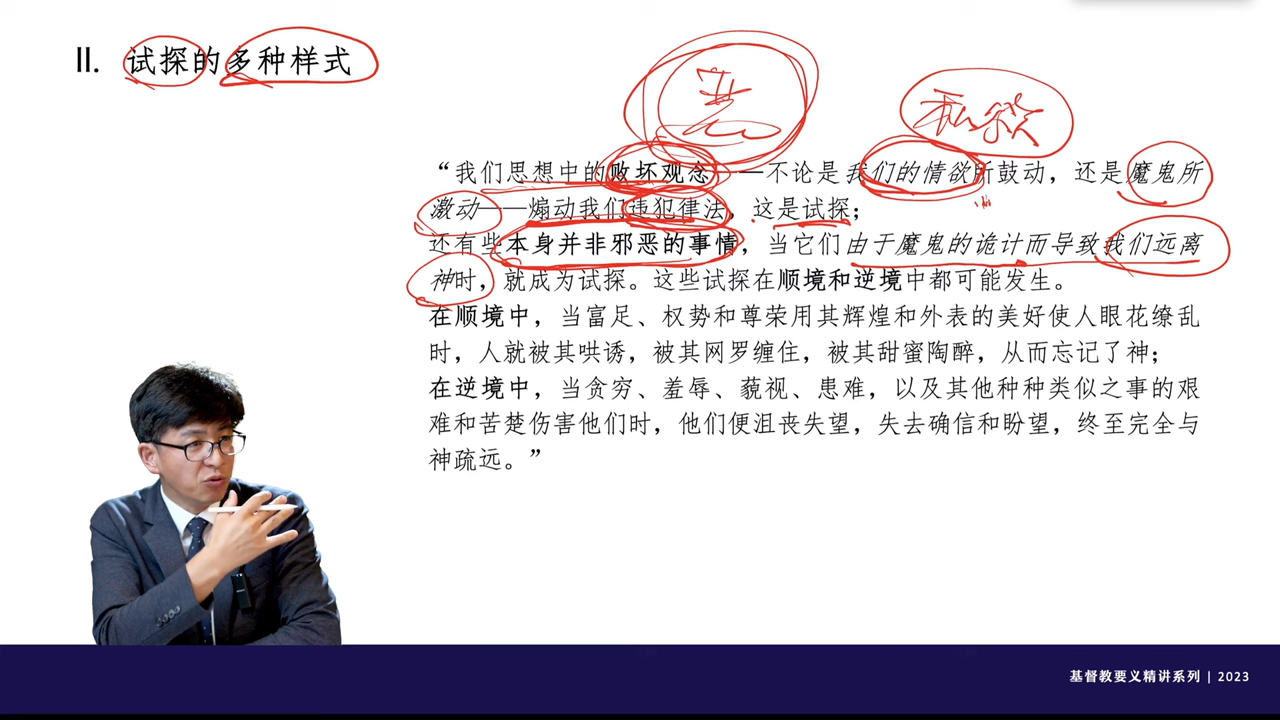 II. 试探的多种样式
恶
私欲
“我们思想中的败坏观念——不论是我们的情欲所鼓动，还是魔鬼所
激动——煽动我们违犯律法，这是试探；
还有些本身并非邪恶的事情，当它们由于魔鬼的诡计而导致我们远离
神时，就成为试探。这些试探在顺境和逆境中都可能发生。
在顺境中，当富足、权势和尊荣用其辉煌和外表的美好使人眼花缭乱
时，人就被其哄诱，被其网罗缠住，被其甜蜜陶醉，从而忘记了神；
在逆境中，当贪穷、羞辱、藐视、患难，以及其他种种类似之事的艰
难和苦楚伤害他们时，他们便沮丧失望，失去确信和盼望，终至完全与
神疏远。”
基督教要义精讲系列 | 2023